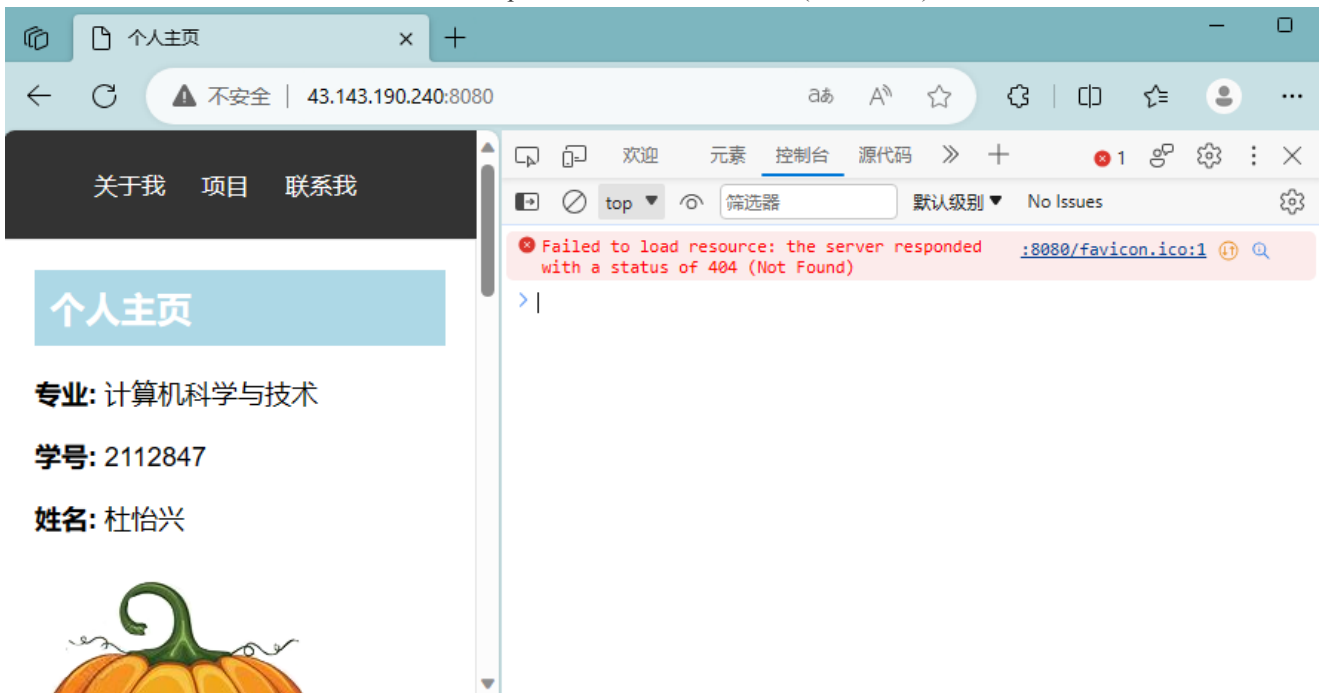 个人主页
不安全 43.143.190.240:8080
aあ
关于我 项目 联系我
个人主页
专业: 计算机科学与技术
学号: 2112847
姓名: 杜怡兴
欢迎 元素 控制台 源代码 1
top 筛选器 默认级别 No Issues
Failed to load resource: the server responded :8080/favicon.ico:1
with a status of 404 (Not Found)